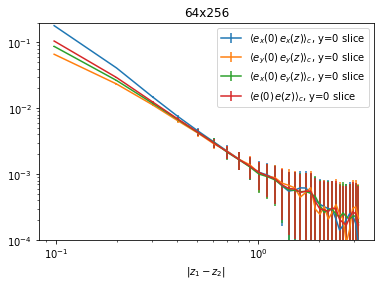 64x256
⟨e_x(0) e_x(z)⟩_c, y=0 slice
⟨e_y(0) e_y(z)⟩_c, y=0 slice
⟨e_x(0) e_y(z)⟩_c, y=0 slice
⟨e(0) e(z)⟩_c, y=0 slice
10^−1
10^−2
10^−3
10^−4
10^−1 10^0
|z_1 − z_2|